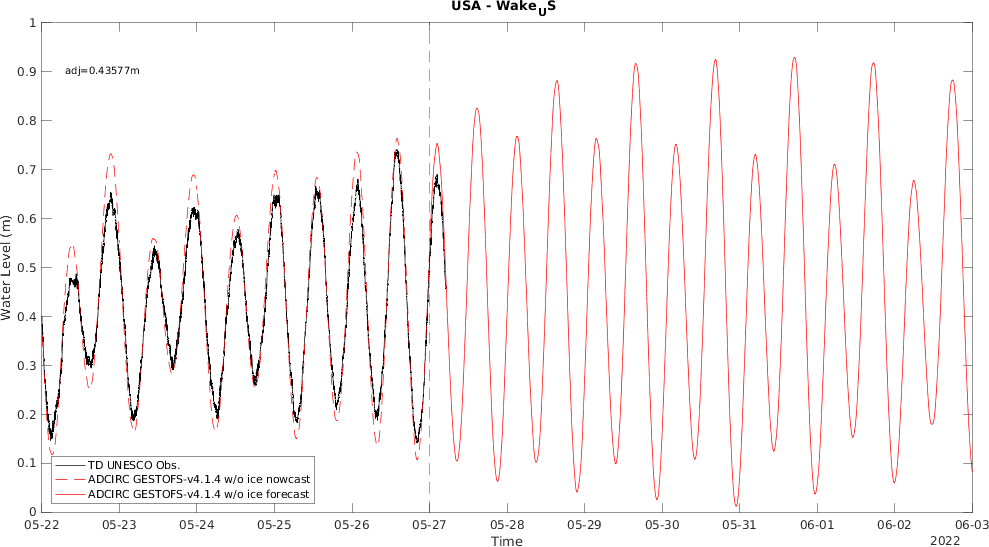 USA - Wake_US
adj=0.43577m
1
0.9
0.8
0.7
0.6
0.5
0.4
0.3
0.2
0.1
0
Water Level (m)
TD UNESCO Obs.
ADCIRC GESTOFS-v4.1.4 w/o ice nowcast
ADCIRC GESTOFS-v4.1.4 w/o ice forecast
05-22 05-23 05-24 05-25 05-26 05-27 05-28 05-29 05-30 05-31 06-01 06-02 06-03
Time
2022